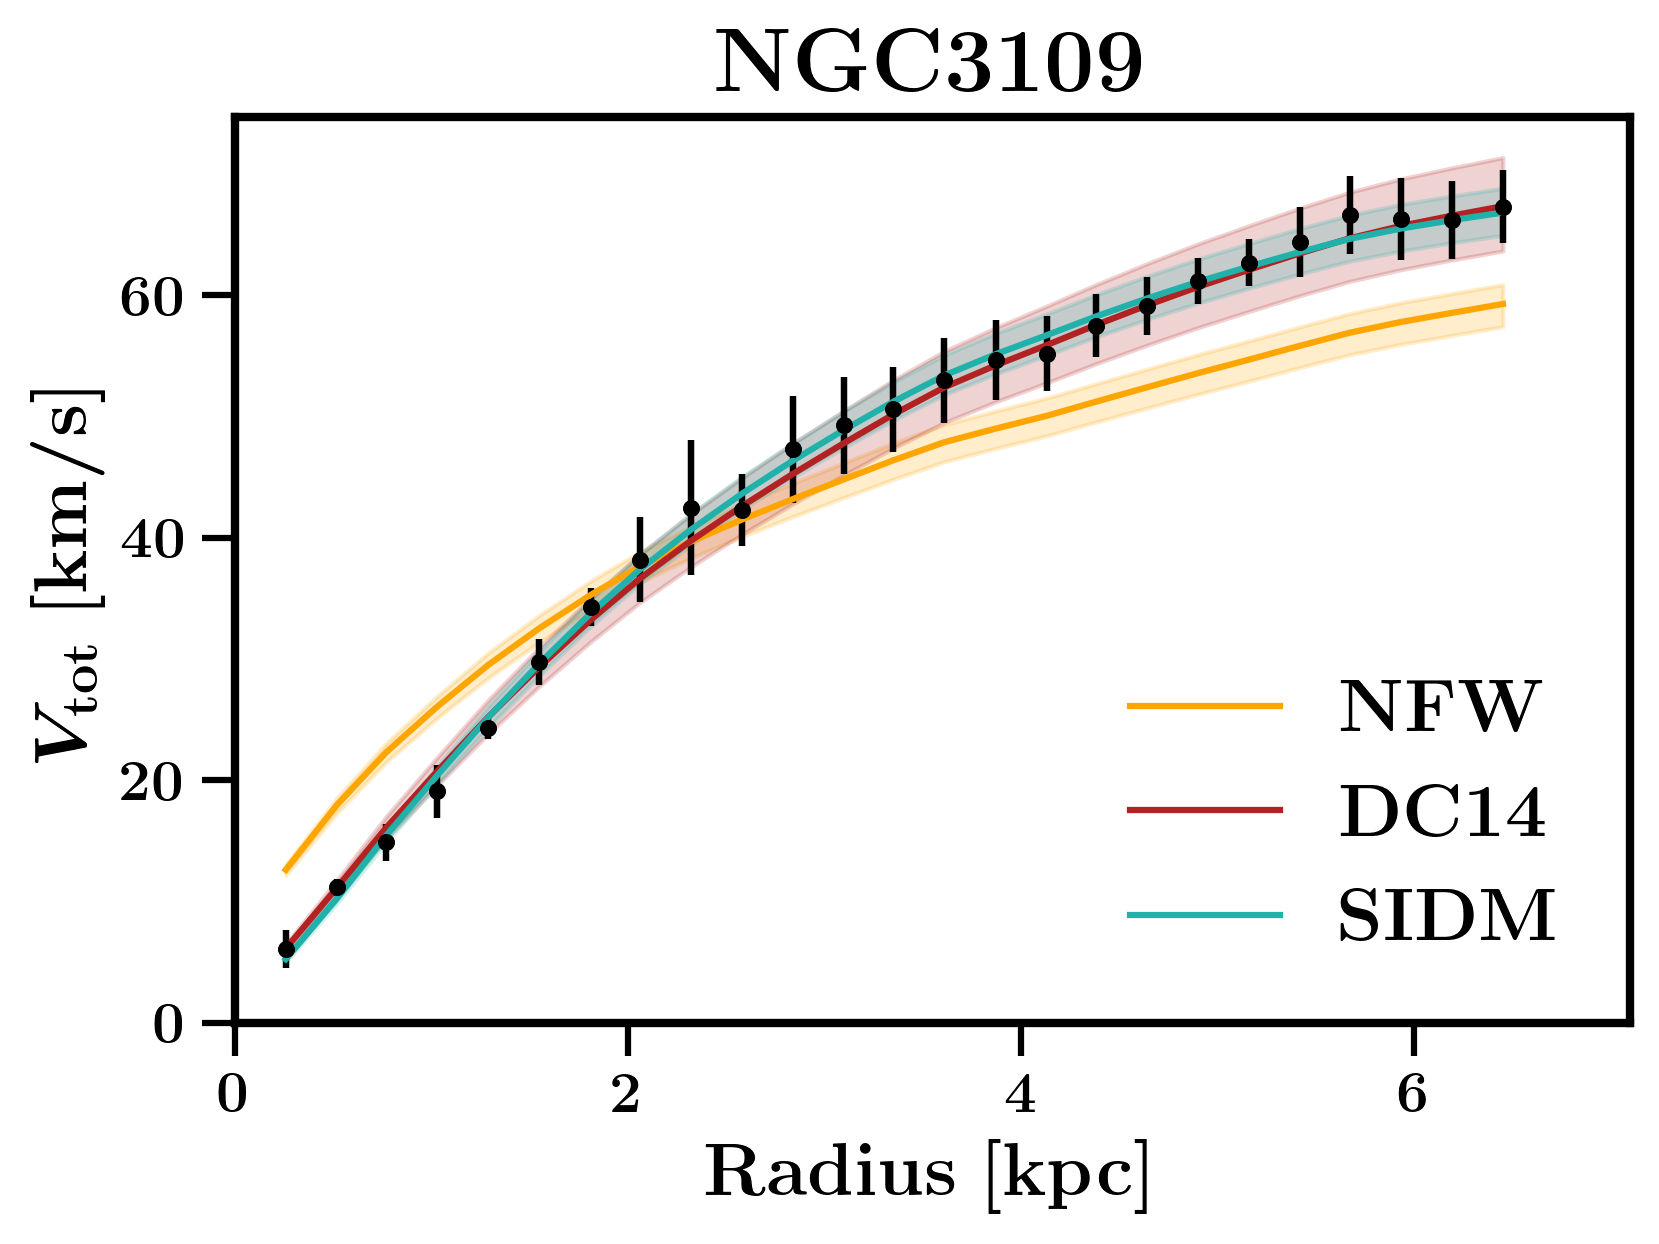 NGC3109
V_tot [km/s]
60
40
20
0
NFW
DC14
SIDM
0 2 4 6
Radius [kpc]